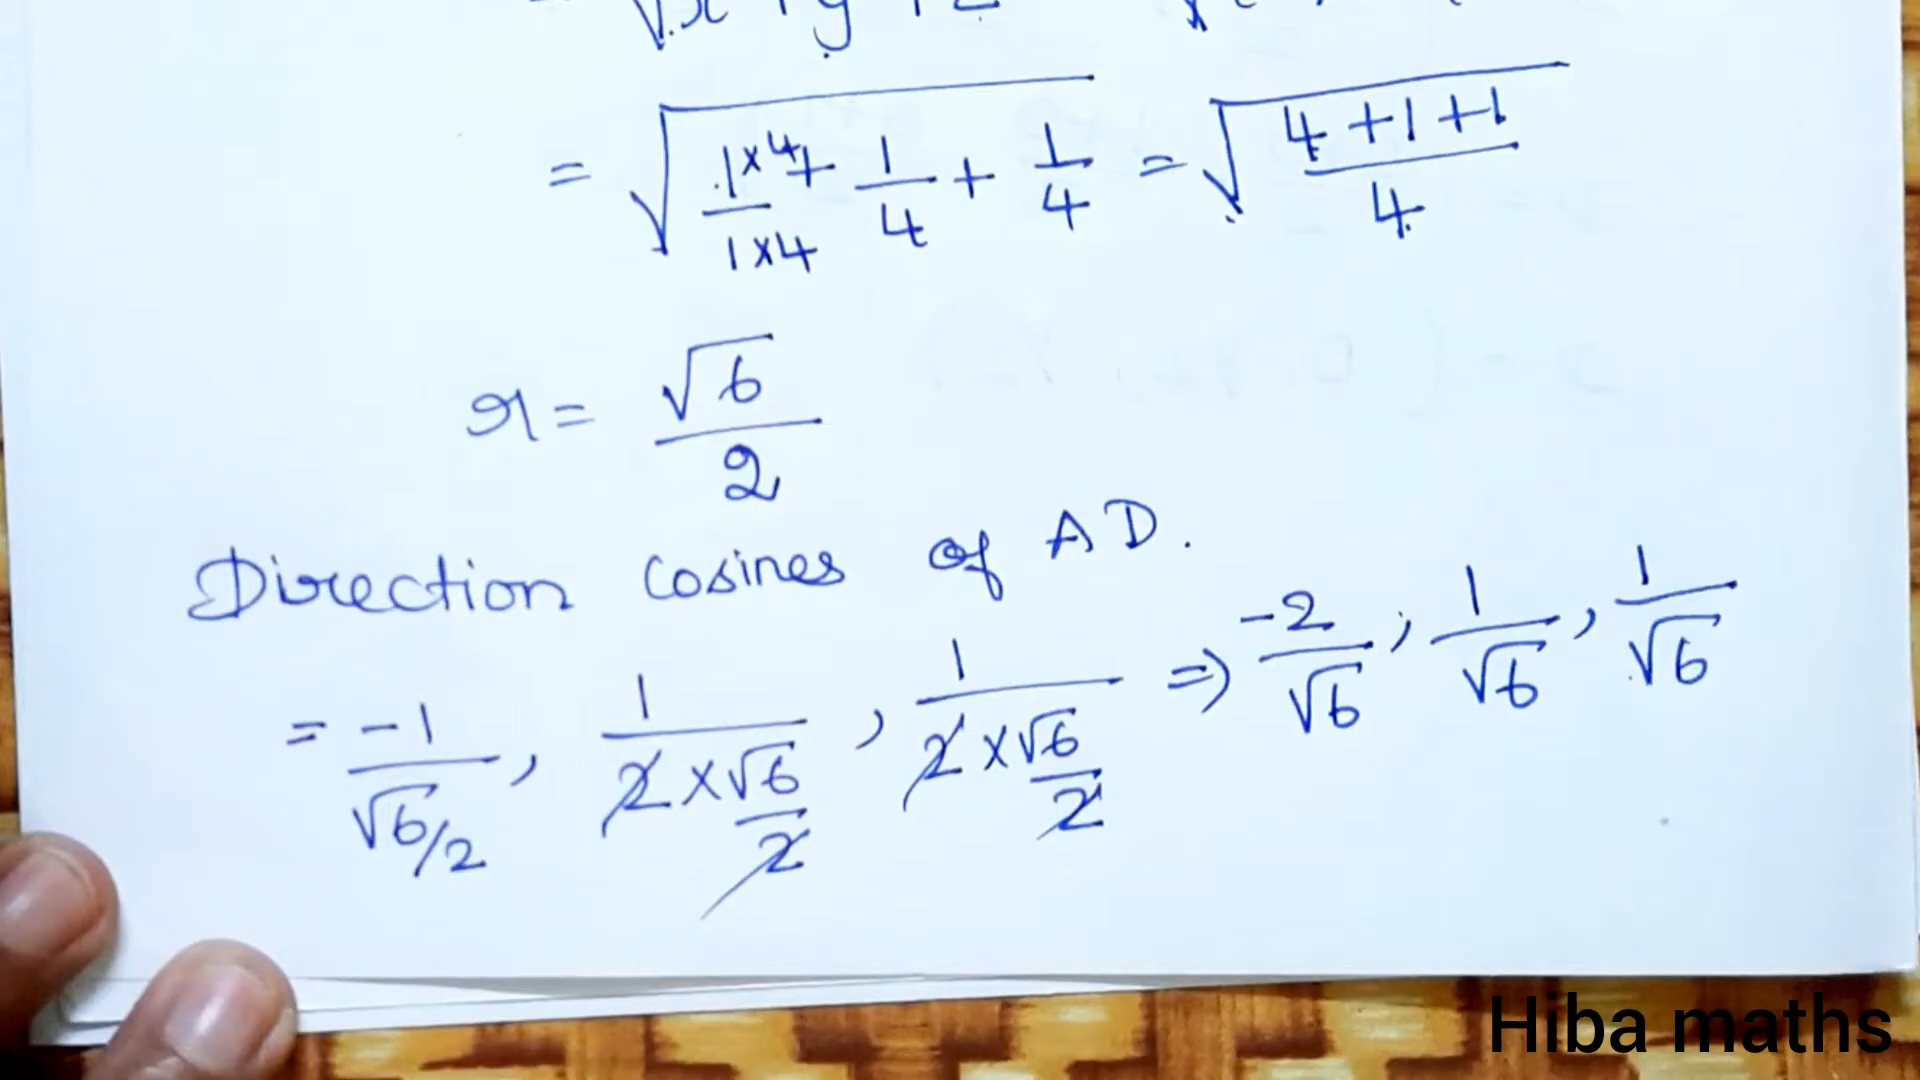 = √(1×4/1×4 + 1/4 + 1/4) = √(4+1+1/4)
r = √6/2
Direction cosines of AD.
= -1/√6/2, 1/2×√6/2, 1/2×√6/2 ⇒ -2/√6, 1/√6, 1/√6
Hiba maths